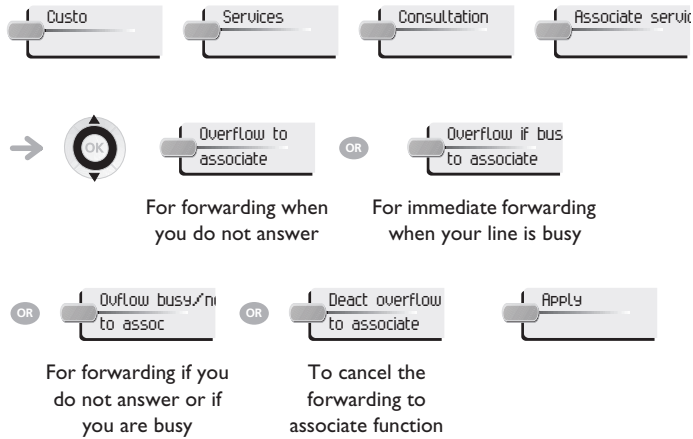 Custo
Services
Consultation
Associate servic
OK
Overflow to
associate
OR
Overflow if bus
to associate
For forwarding when
you do not answer
For immediate forwarding
when your line is busy
OR
Ovflow busy/no
to assoc
OR
Deact overflow
to associate
Apply
For forwarding if you
do not answer or if
you are busy
To cancel the
forwarding to
associate function